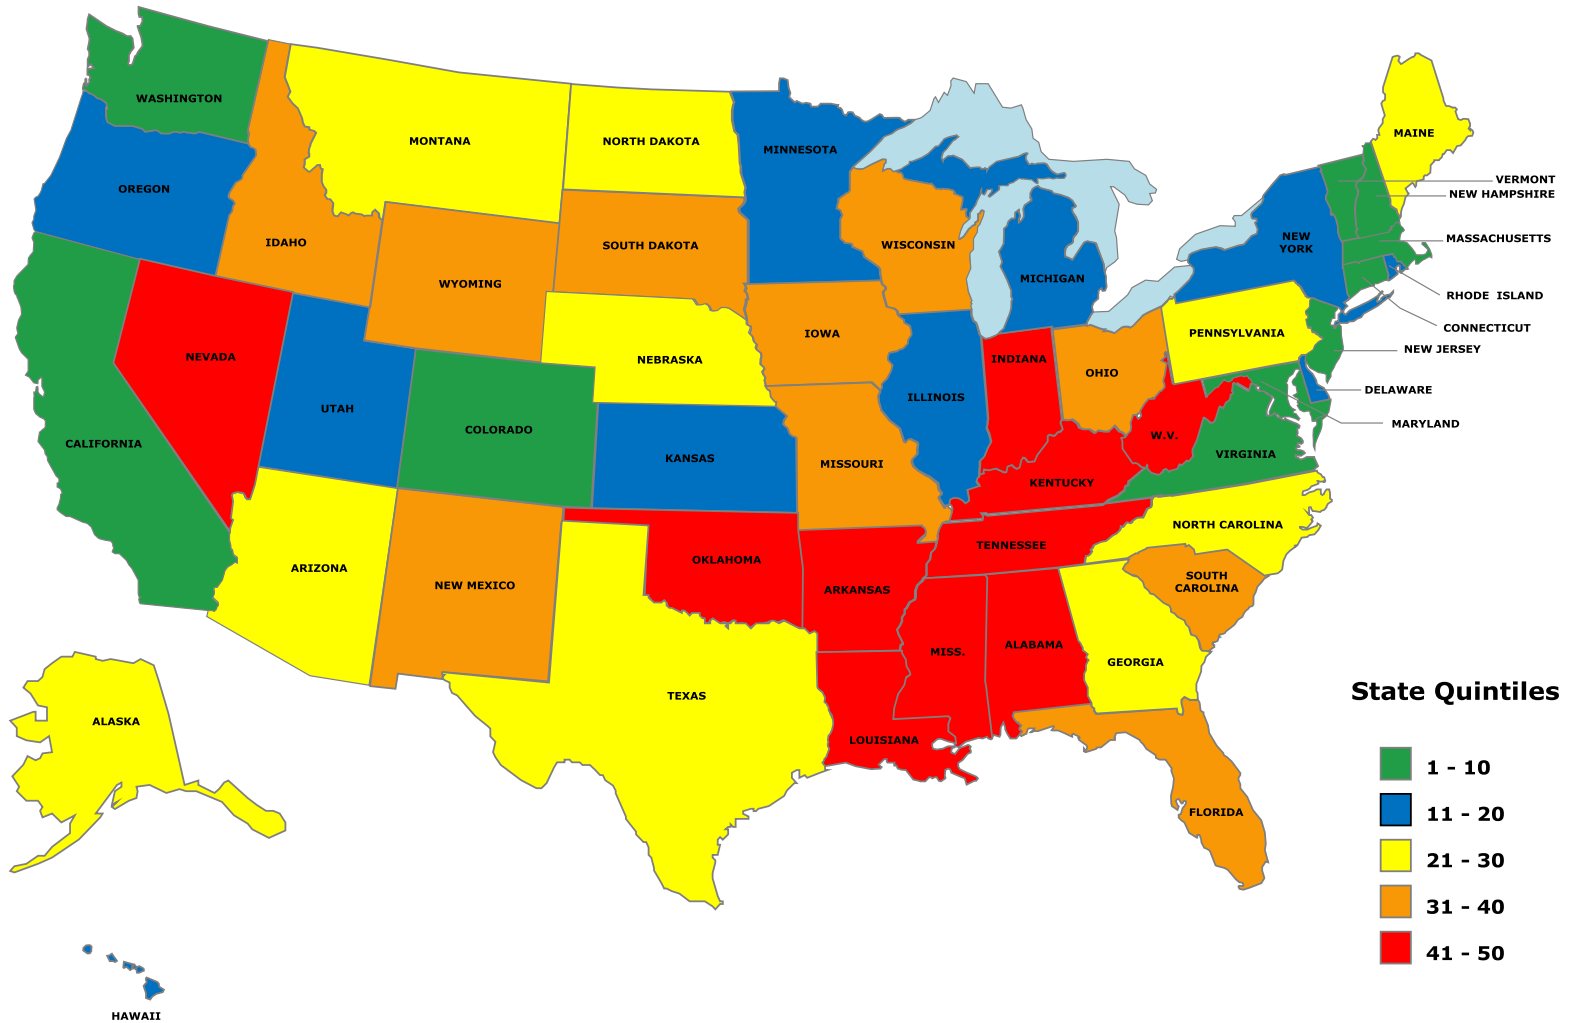 WASHINGTON
MONTANA
NORTH DAKOTA
MINNESOTA
MAINE
OREGON
VERMONT
NEW HAMPSHIRE
IDAHO
SOUTH DAKOTA
WISCONSIN
NEW
YORK
MASSACHUSETTS
WYOMING
MICHIGAN
RHODE ISLAND
CONNECTICUT
NEVADA
NEBRASKA
IOWA
INDIANA
OHIO
PENNSYLVANIA
NEW JERSEY
UTAH
COLORADO
ILLINOIS
DELAWARE
MARYLAND
CALIFORNIA
KANSAS
MISSOURI
KENTUCKY
W.V.
VIRGINIA
ARIZONA
NEW MEXICO
OKLAHOMA
ARKANSAS
TENNESSEE
NORTH CAROLINA
SOUTH
CAROLINA
TEXAS
MISS.
ALABAMA
GEORGIA
ALASKA
LOUISIANA
FLORIDA
HAWAII
State Quintiles
1 - 10
11 - 20
21 - 30
31 - 40
41 - 50